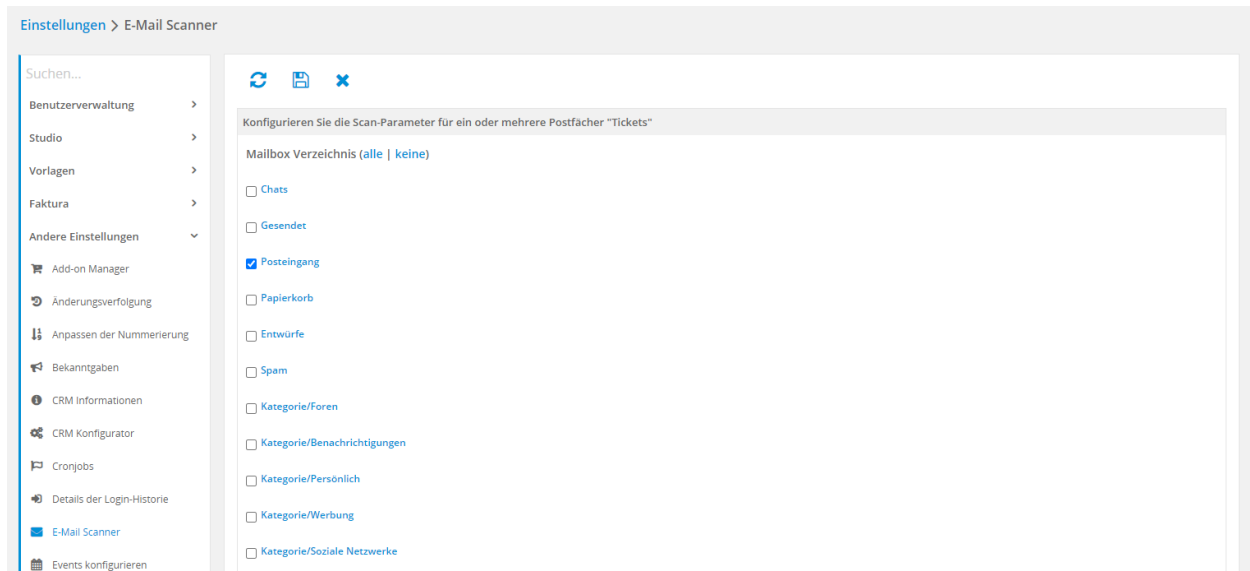 Einstellungen > E-Mail Scanner
Suchen...
Benutzerverwaltung
Studio
Vorlagen
Faktura
Andere Einstellungen
Add-on Manager
Änderungsverfolgung
Anpassen der Nummerierung
Bekanntgaben
CRM Informationen
CRM Konfigurator
Cronjobs
Details der Login-Historie
E-Mail Scanner
Events konfigurieren
Konfigurieren Sie die Scan-Parameter für ein oder mehrere Postfächer "Tickets"
Mailbox Verzeichnis (alle | keine)
Chats
Gesendet
Posteingang
Papierkorb
Entwürfe
Spam
Kategorie/Foren
Kategorie/Benachrichtigungen
Kategorie/Persönlich
Kategorie/Werbung
Kategorie/Soziale Netzwerke